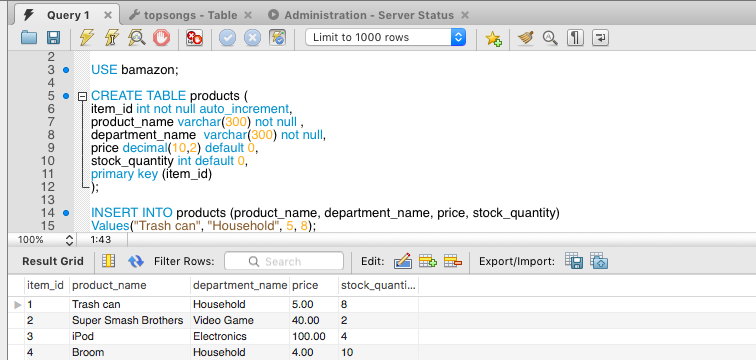 Query 1 topsongs - Table Administration - Server Status
Limit to 1000 rows
2
3 USE bamazon;
5 CREATE TABLE products (
6 item_id int not null auto_increment,
7 product_name varchar(300) not null ,
8 department_name  varchar(300) not null,
9 price decimal(10,2) default 0,
10 stock_quantity int default 0,
11 primary key (item_id)
12 );
13
14 INSERT INTO products (product_name, department_name, price, stock_quantity)
15 Values("Trash can", "Household", 5, 8);
100% 1:43
Result Grid Filter Rows: Search Edit: Export/Import:
item_id product_name department_name price stock_quanti...
1 Trash can Household 5.00 8
2 Super Smash Brothers Video Game 40.00 2
3 iPod Electronics 100.00 4
4 Broom Household 4.00 10